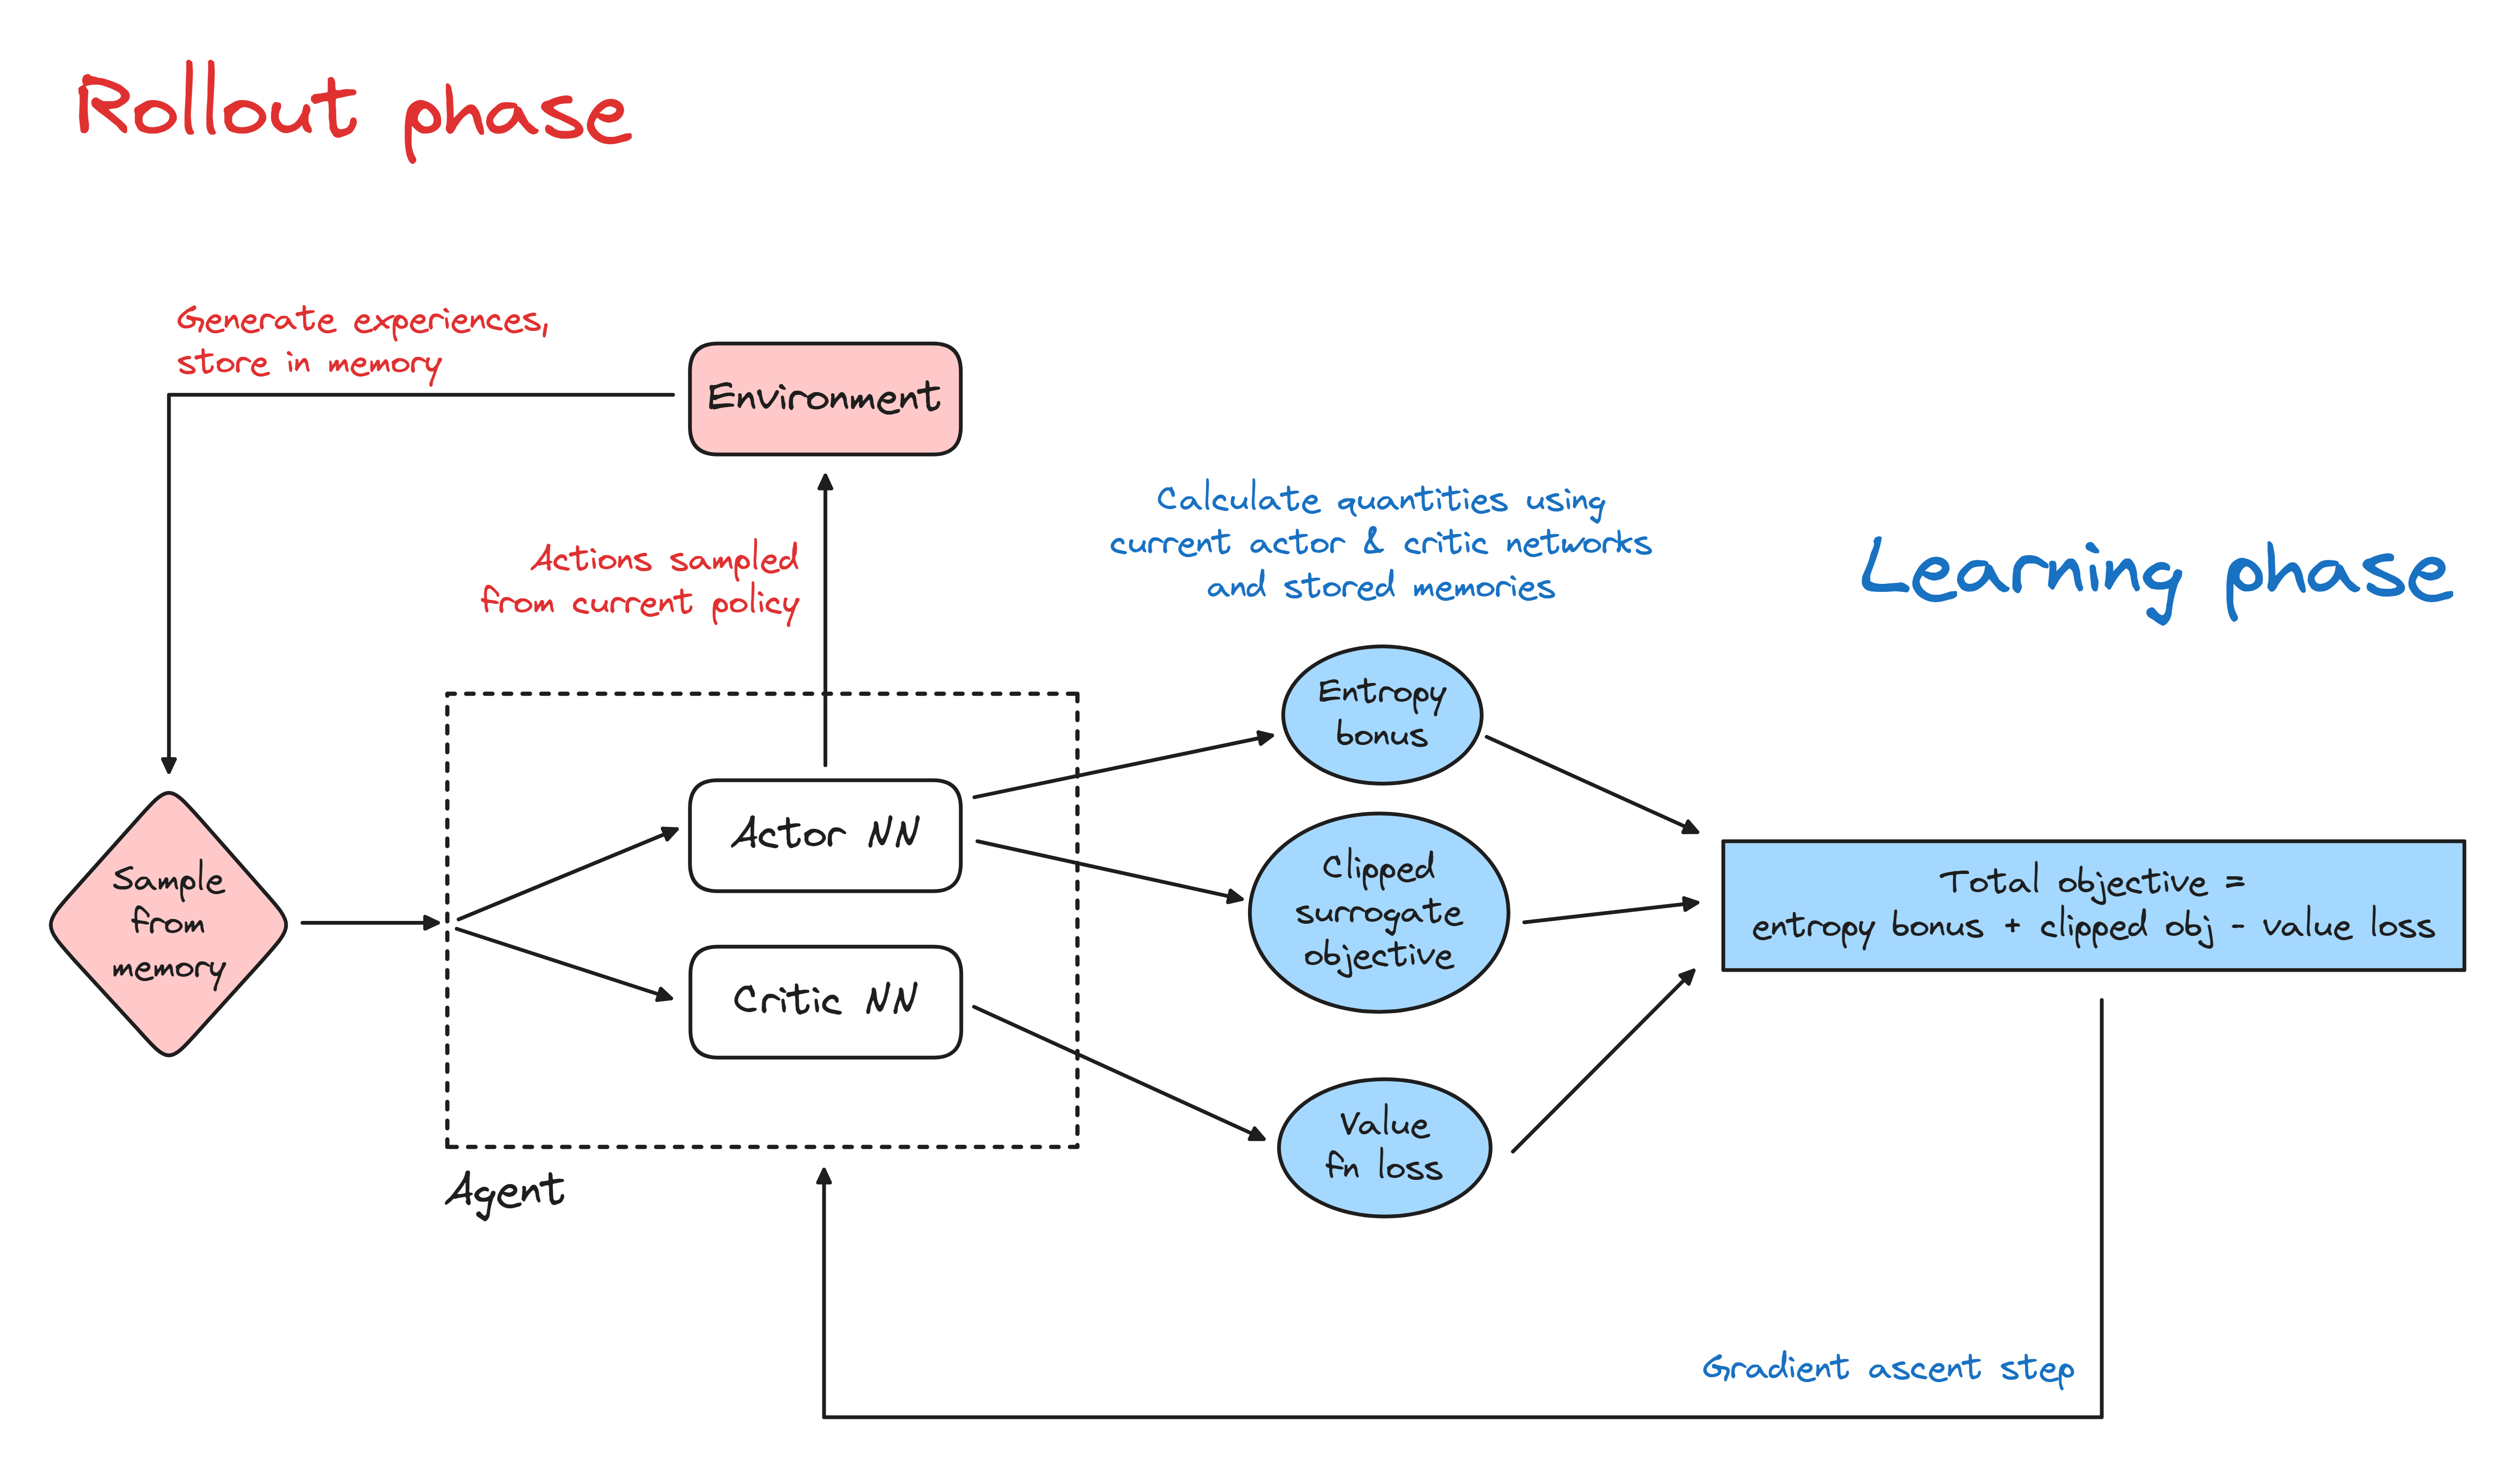 Rollout phase
Generate experiences,
store in memory
Environment
Actions sampled
from current policy
Calculate quantities using
current actor & critic networks
and stored memories
Learning phase
Sample
from
memory
Actor NN
Critic NN
Agent
Entropy
bonus
Clipped
surrogate
objective
Value
fn loss
Total objective =
entropy bonus + clipped obj - value loss
Gradient ascent step